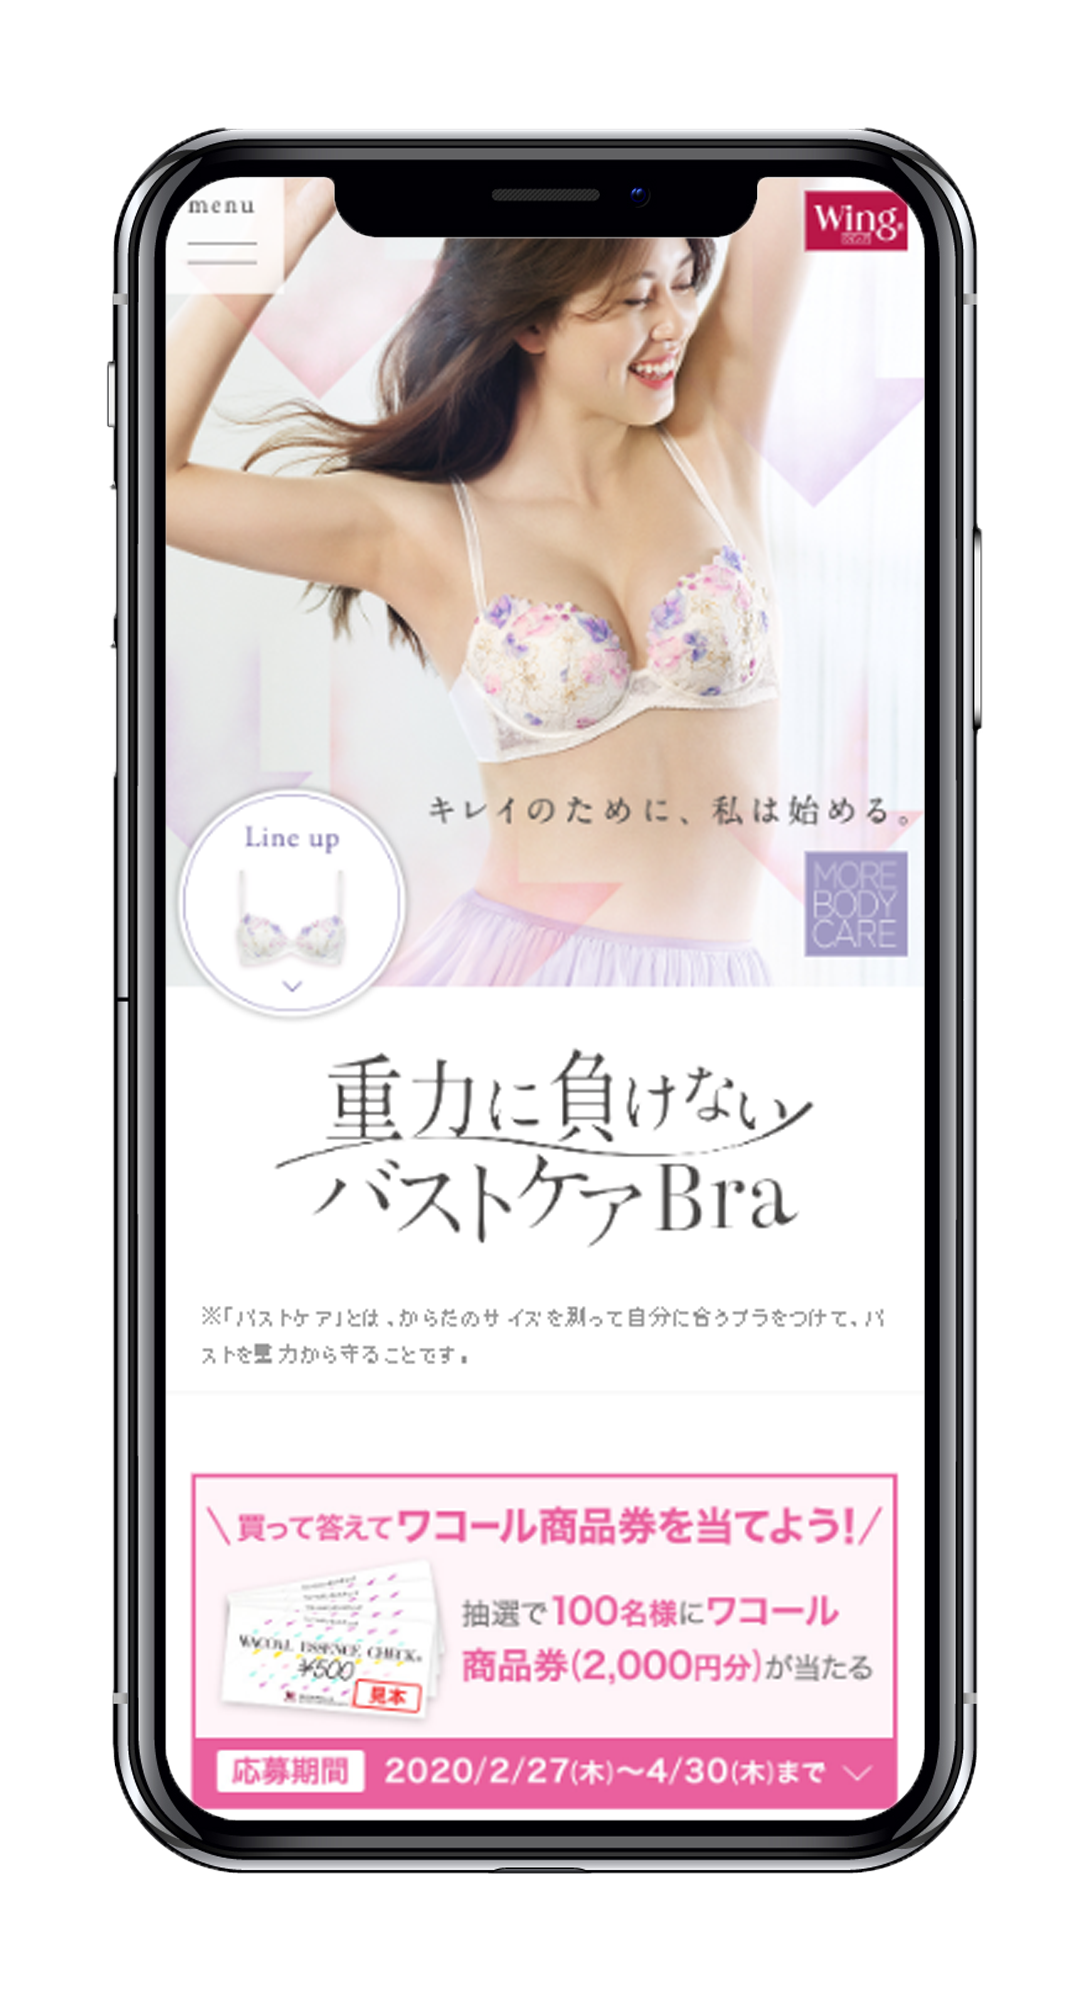 menu
Wing
キレイのために、私は始める。
Line up
MORE
BODY
CARE
重力に負けない
バストケアBra
※「バストケア」とは、からだのサイズを測って自分に合うブラをつけて、バ
ストを重力から守ることです。
\買って答えてワコール商品券を当てよう!/
抽選で100名様にワコール
商品券(2,000円分)が当たる
WACOAL ESSENCE CHECK
¥500
見本
応募期間 2020/2/27(木)〜4/30(木)まで